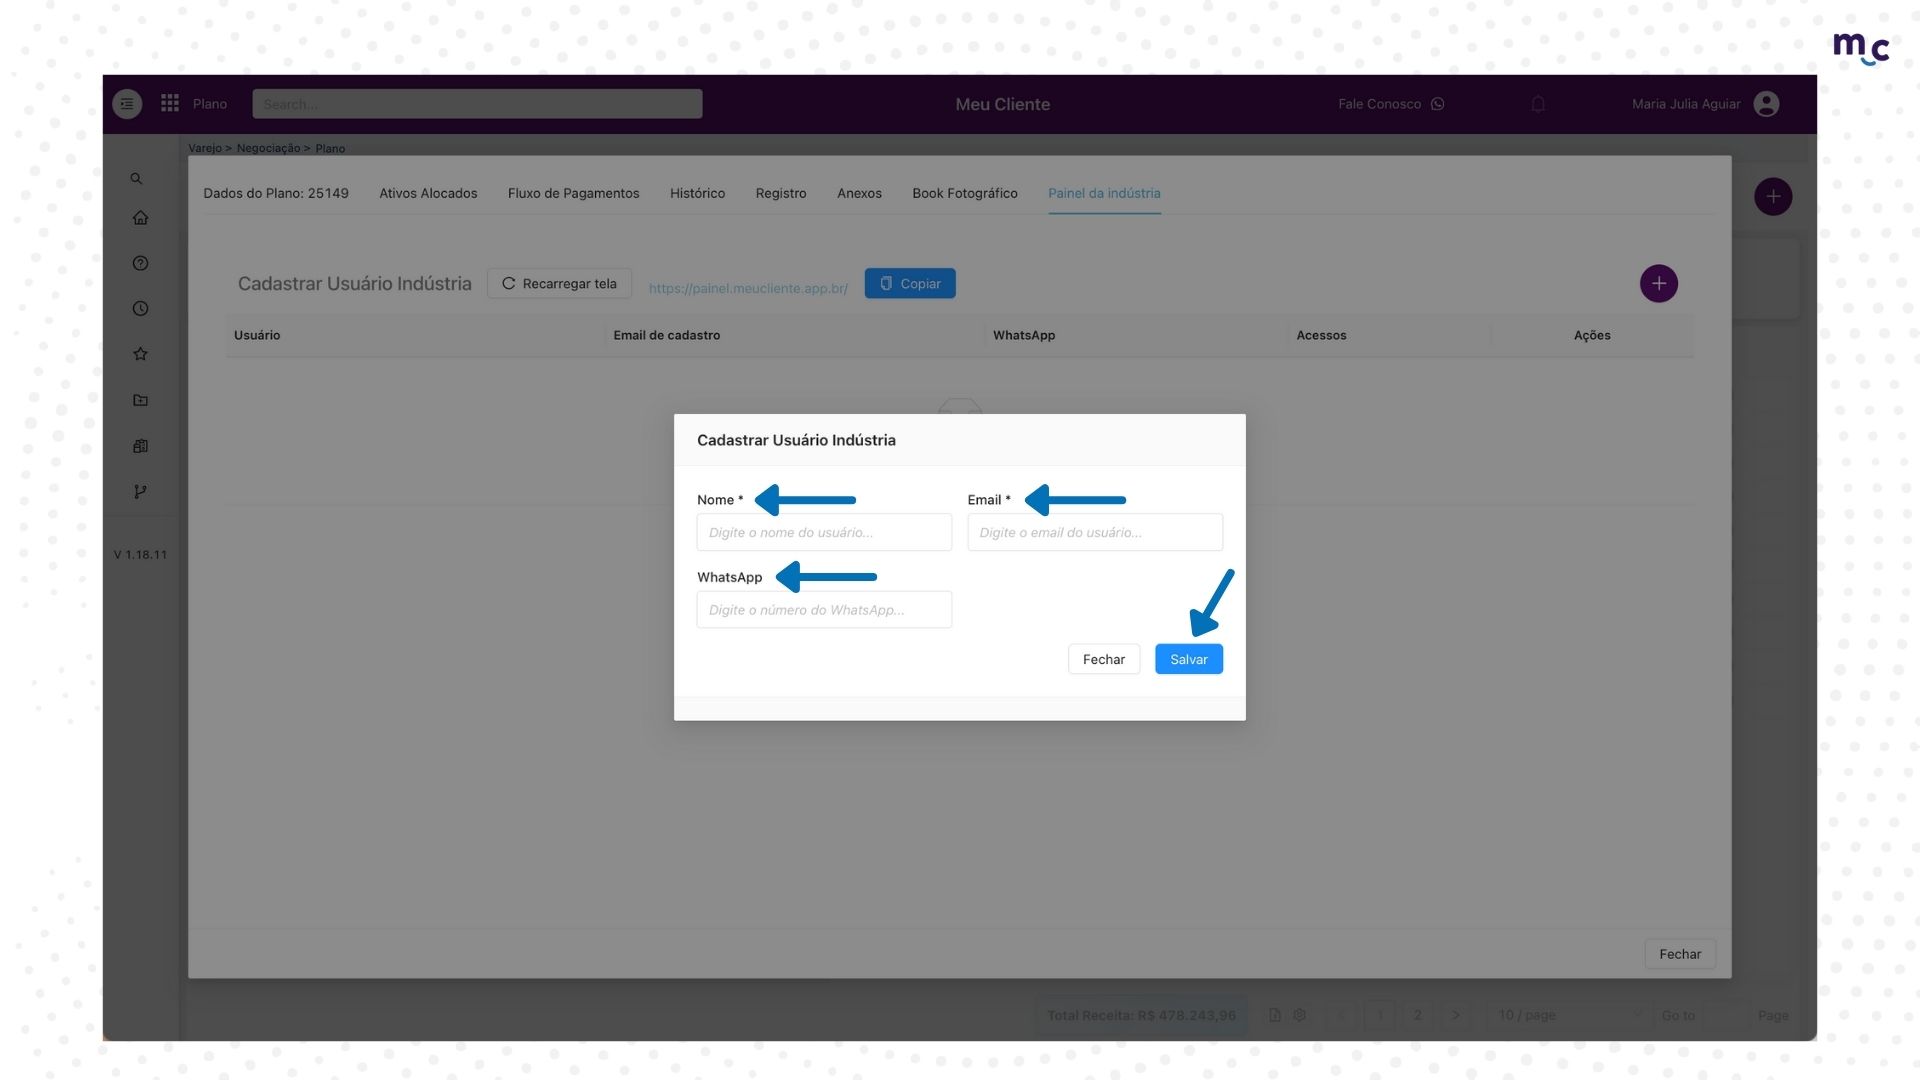 mc
Plano
Search...
Meu Cliente
Fale Conosco
Maria Julia Aguiar
Varejo > Negociação > Plano
Dados do Plano: 25149
Ativos Alocados
Fluxo de Pagamentos
Histórico
Registro
Anexos
Book Fotográfico
Painel da indústria
Cadastrar Usuário Indústria
Recarregar tela
https://painel.meucliente.app.br/
Copiar
Usuário
Email de cadastro
WhatsApp
Acessos
Ações
Cadastrar Usuário Indústria
Nome *
Email *
Digite o nome do usuário...
Digite o email do usuário...
WhatsApp
Digite o número do WhatsApp...
Fechar
Salvar
V 1.18.11
Fechar
Total Receita: R$ 478.243,96
1
2
10 / page
Go to
Page